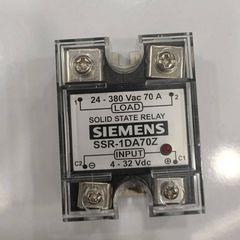 24 - 380 Vac 70 A
1 LOAD 2
SOLID STATE RELAY
SIEMENS
SSR-1DA70Z
C2 INPUT C1
4 - 32 Vdc